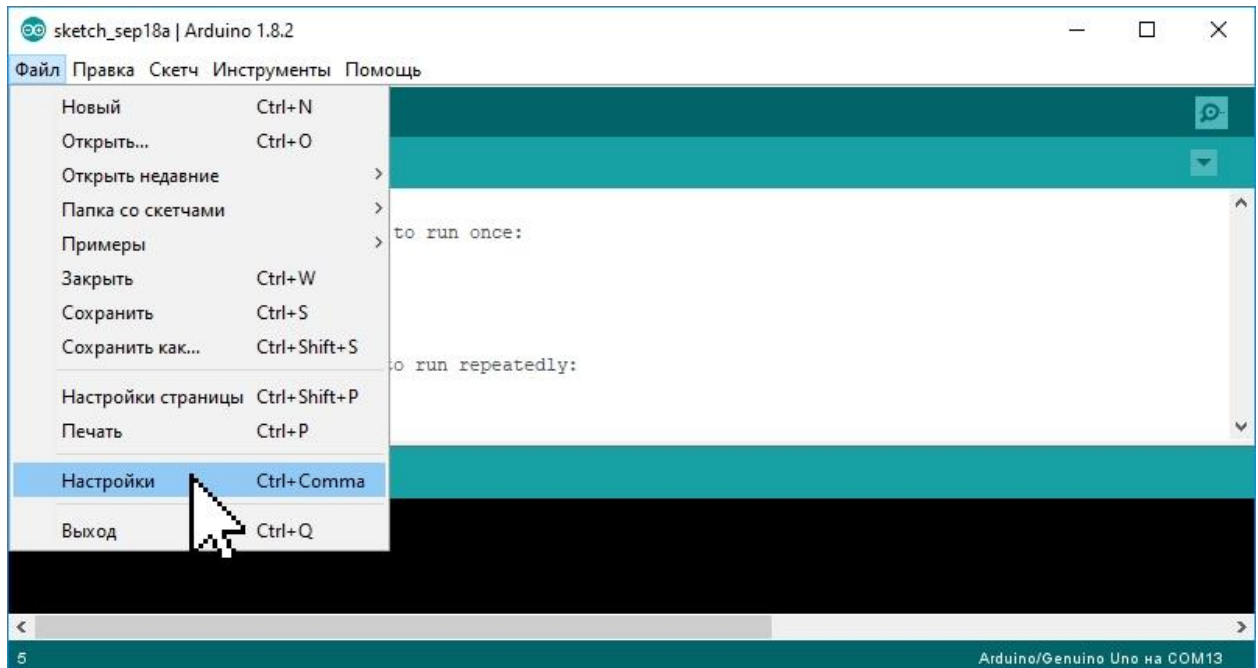 sketch_sep18a | Arduino 1.8.2
Файл Правка Скетч Инструменты Помощь
Новый Ctrl+N
Открыть... Ctrl+O
Открыть недавние
Папка со скетчами
Примеры
to run once:
Закрыть Ctrl+W
Сохранить Ctrl+S
Сохранить как... Ctrl+Shift+S
to run repeatedly:
Настройки страницы Ctrl+Shift+P
Печать Ctrl+P
Настройки Ctrl+Comma
Выход Ctrl+Q
5 Arduino/Genuino Uno на COM13